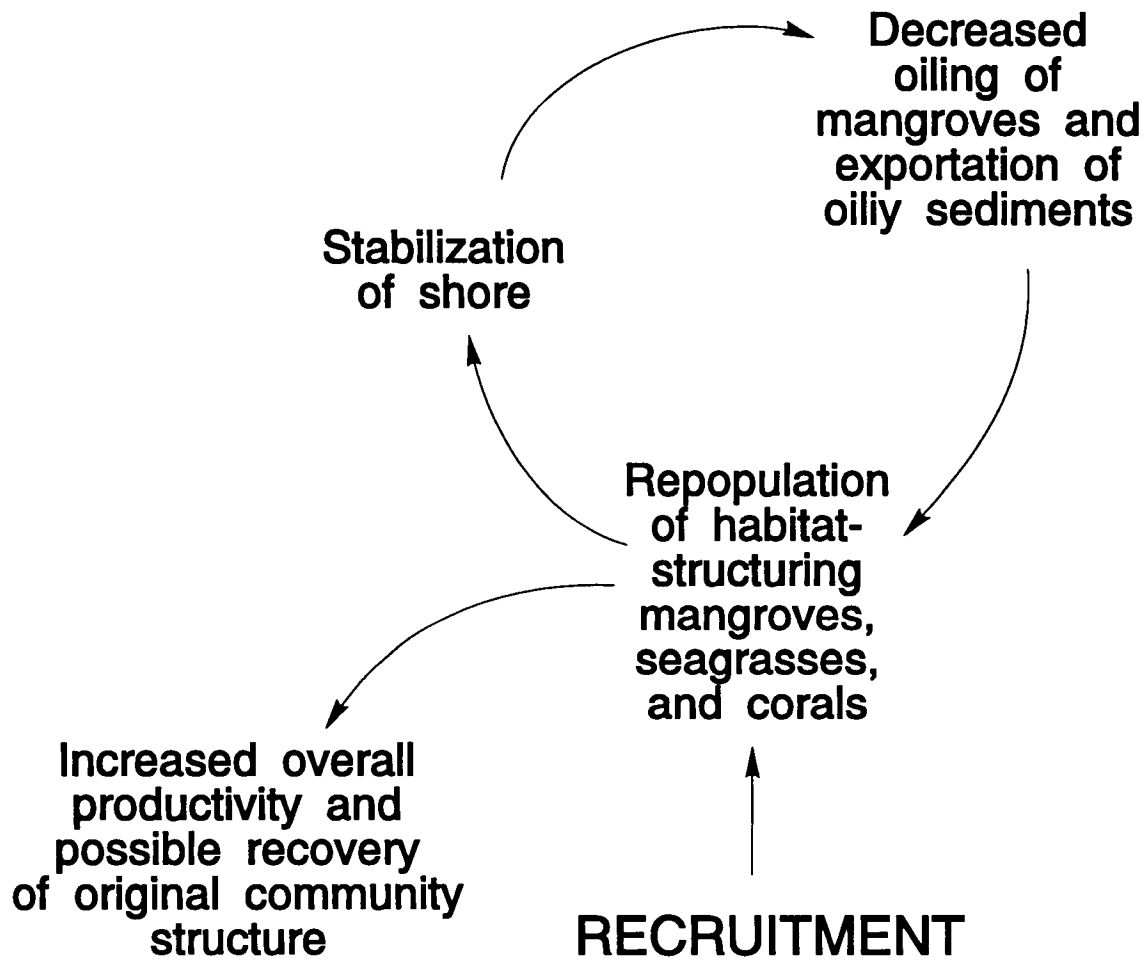 Decreased
oiling of
mangroves and
exportation of
oiliy sediments
Stabilization
of shore
Repopulation
of habitat-
structuring
mangroves,
seagrasses,
and corals
Increased overall
productivity and
possible recovery
of original community
structure
RECRUITMENT